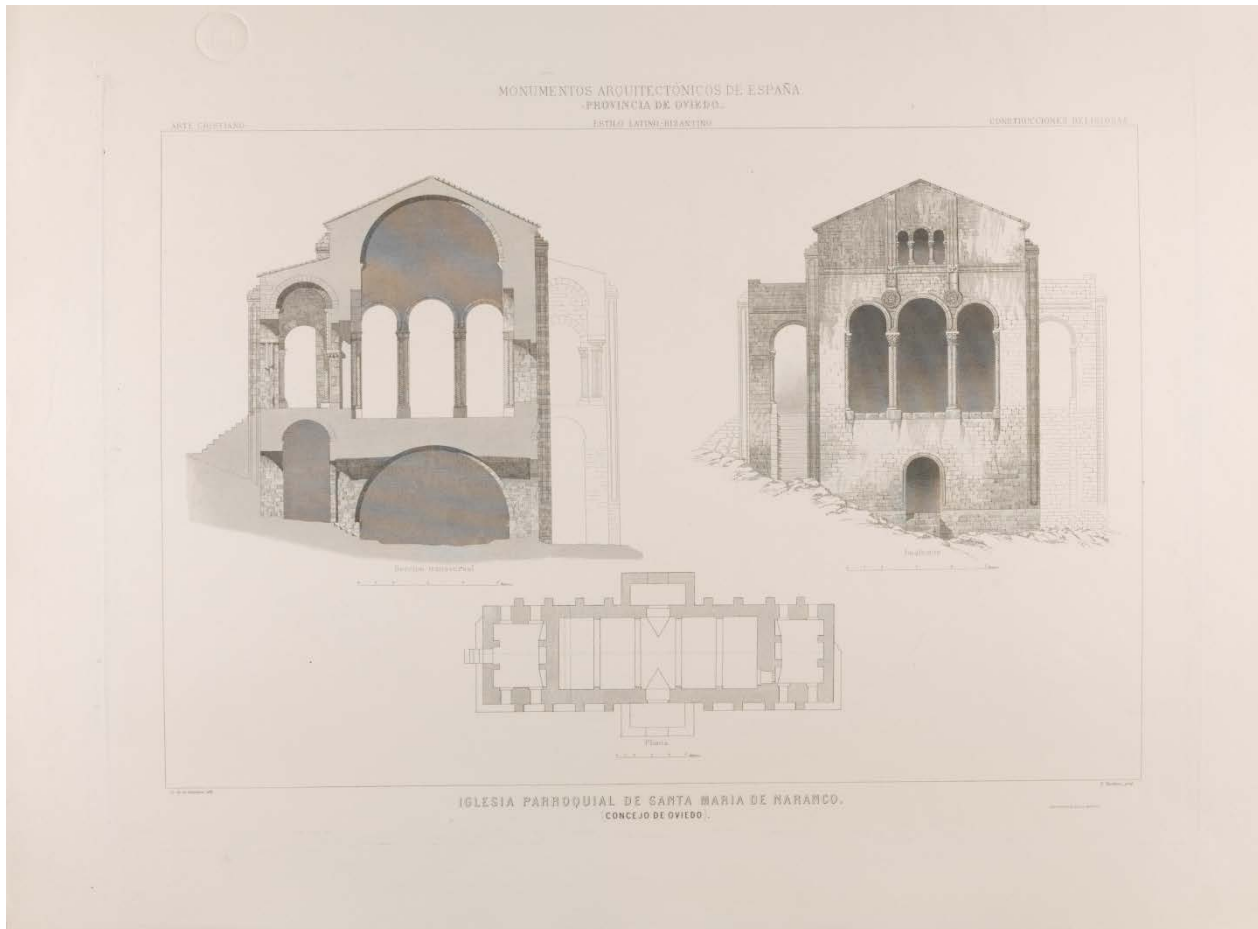 MONUMENTOS ARQUITECTÓNICOS DE ESPAÑA.
PROVINCIA DE OVIEDO.
ARTE CRISTIANO
ESTILO LATINO-BIZANTINO
CONSTRUCCIONES RELIGIOSAS
Sección transversal
Planta
IGLESIA PARROQUIAL DE SANTA MARIA DE NARANCO.
(CONCEJO DE OVIEDO).